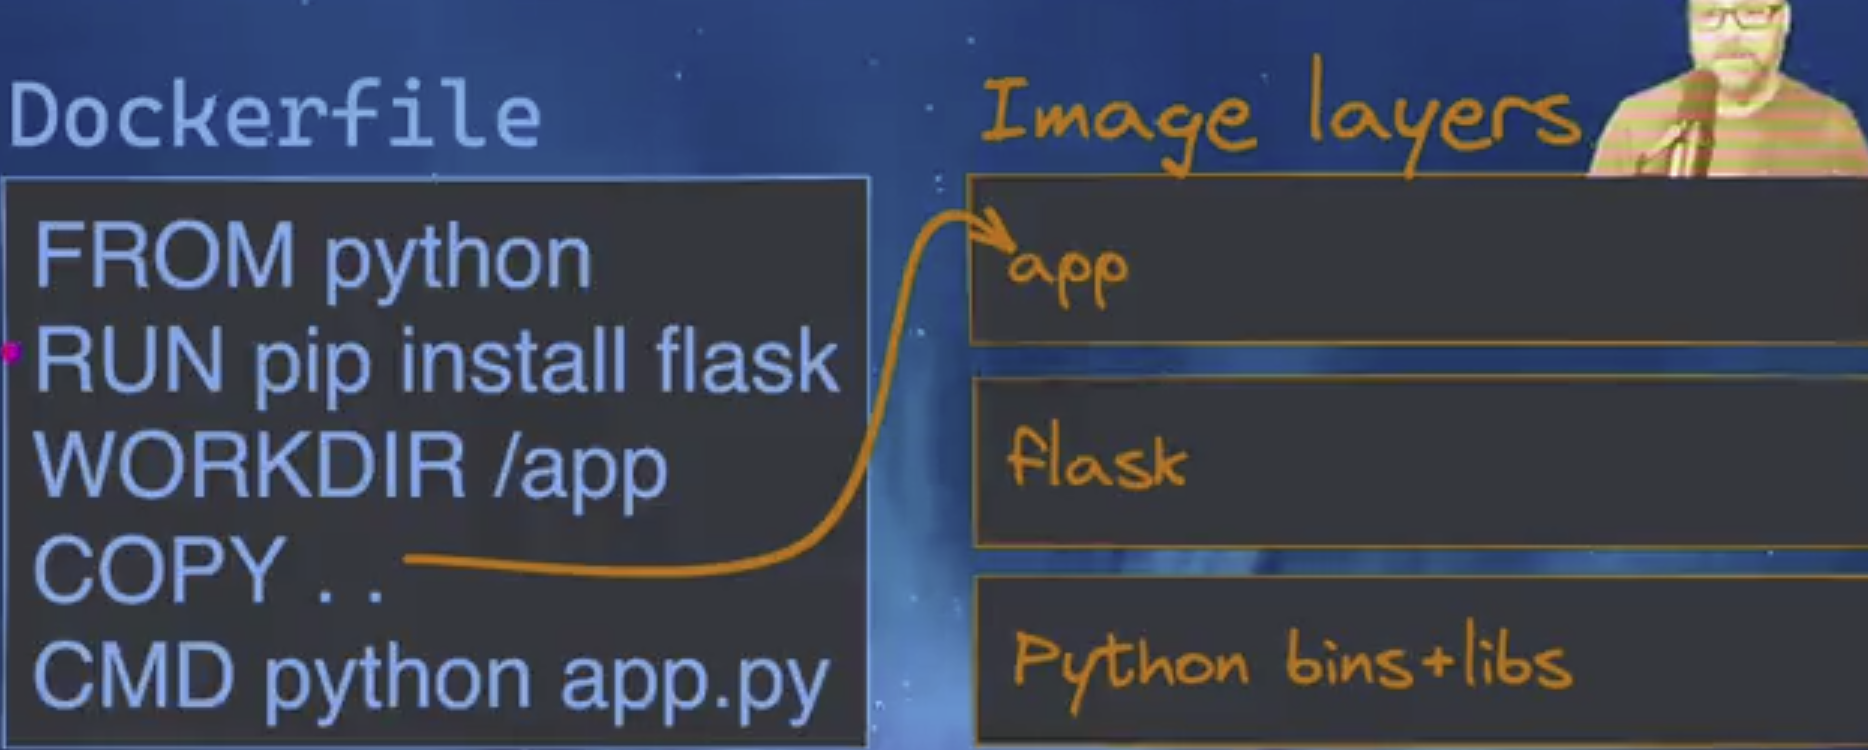 Dockerfile
FROM python
RUN pip install flask
WORKDIR /app
COPY . .
CMD python app.py
Image layers
app
flask
Python bins+libs